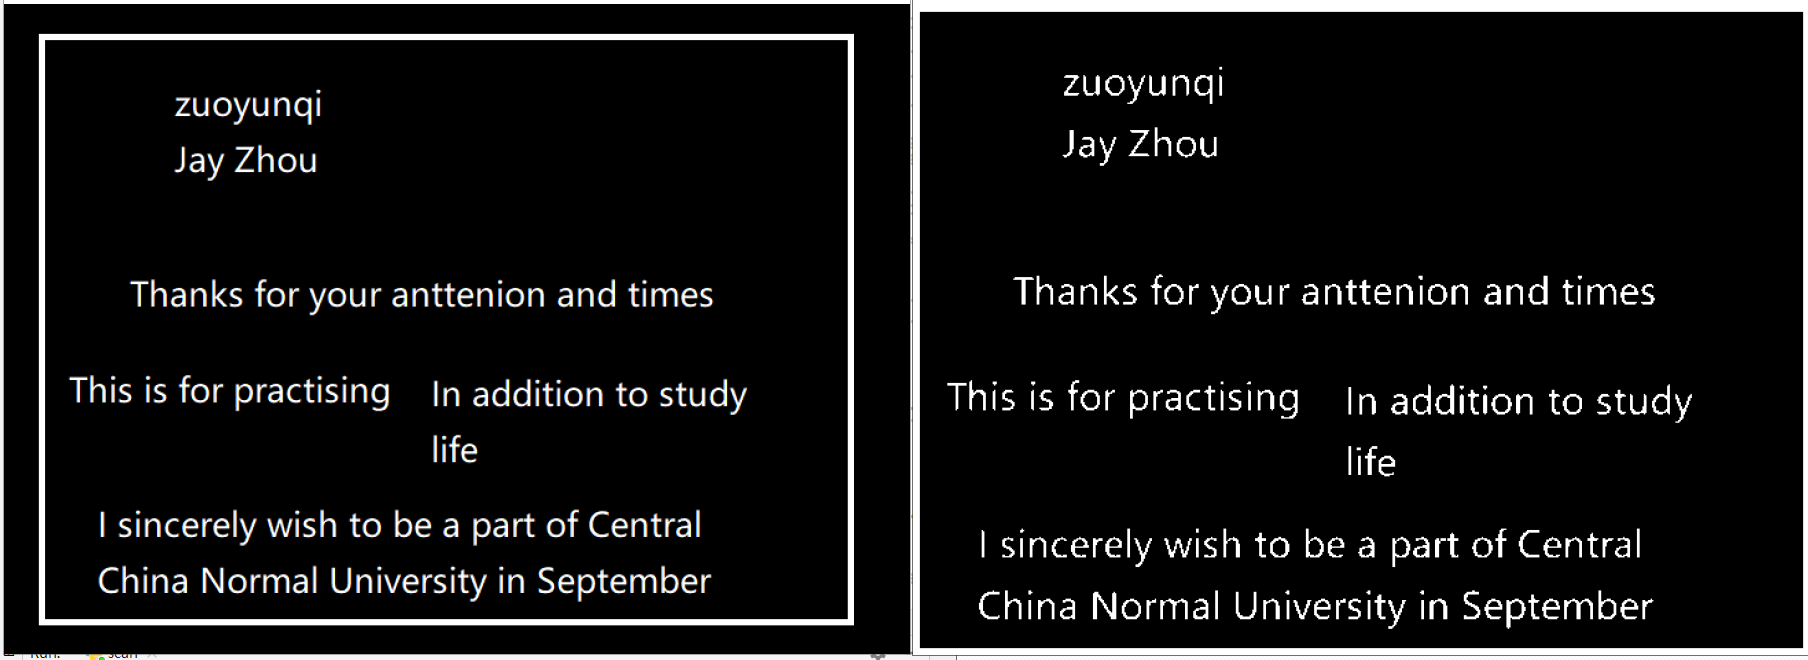 zuoyunqi
Jay Zhou
Thanks for your anttenion and times
This is for practising
In addition to study
life
I sincerely wish to be a part of Central
China Normal University in September
zuoyunqi
Jay Zhou
Thanks for your anttenion and times
This is for practising
In addition to study
life
I sincerely wish to be a part of Central
China Normal University in September